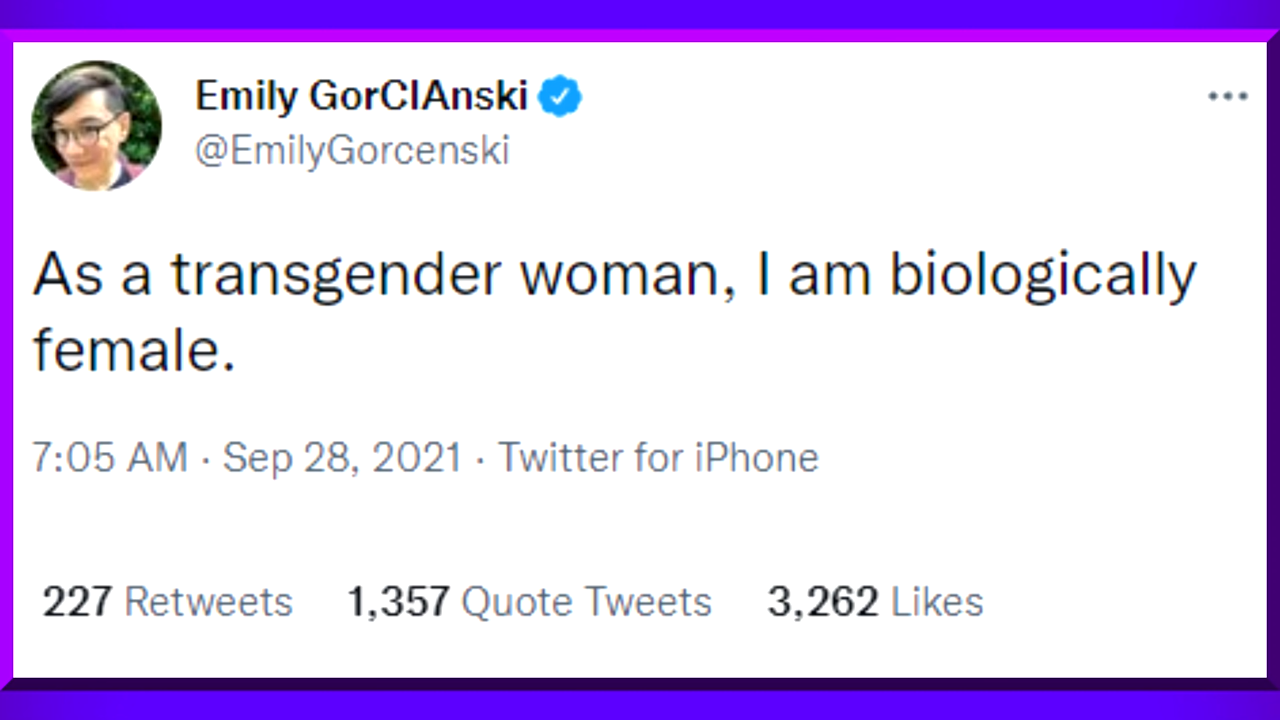 Emily GorCIAnski
@EmilyGorcenski
As a transgender woman, I am biologically
female.
7:05 AM · Sep 28, 2021 · Twitter for iPhone
227 Retweets 1,357 Quote Tweets 3,262 Likes